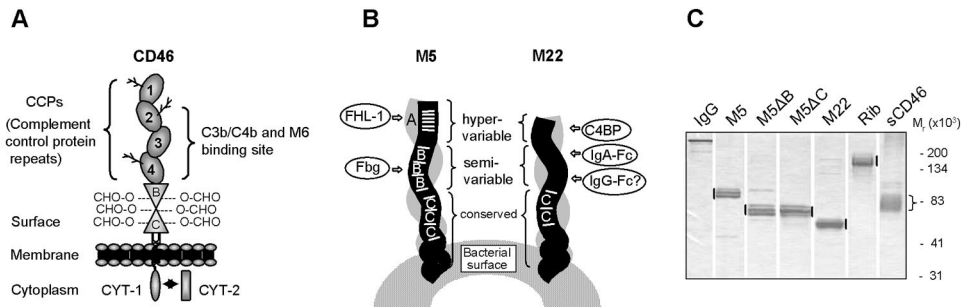 A
CD46
CCPs
(Complement
control protein
repeats)
1
2
3
4
C3b/C4b and M6
binding site
B
CHO-O
O-CHO
CHO-O
O-CHO
CHO-O
O-CHO
C
Surface
Membrane
Cytoplasm
CYT-1
CYT-2
B
M5
M22
FHL-1
A
hyper-
variable
C4BP
Fbg
B
B
B
semi-
variable
IgA-Fc
IgG-Fc?
C
C
C
conserved
C
C
Bacterial
surface
C
IgG
M5
M5ΔB
M5ΔC
M22
Rib
sCD46
Mr (x10³)
- 200
- 134
- 83
- 41
- 31